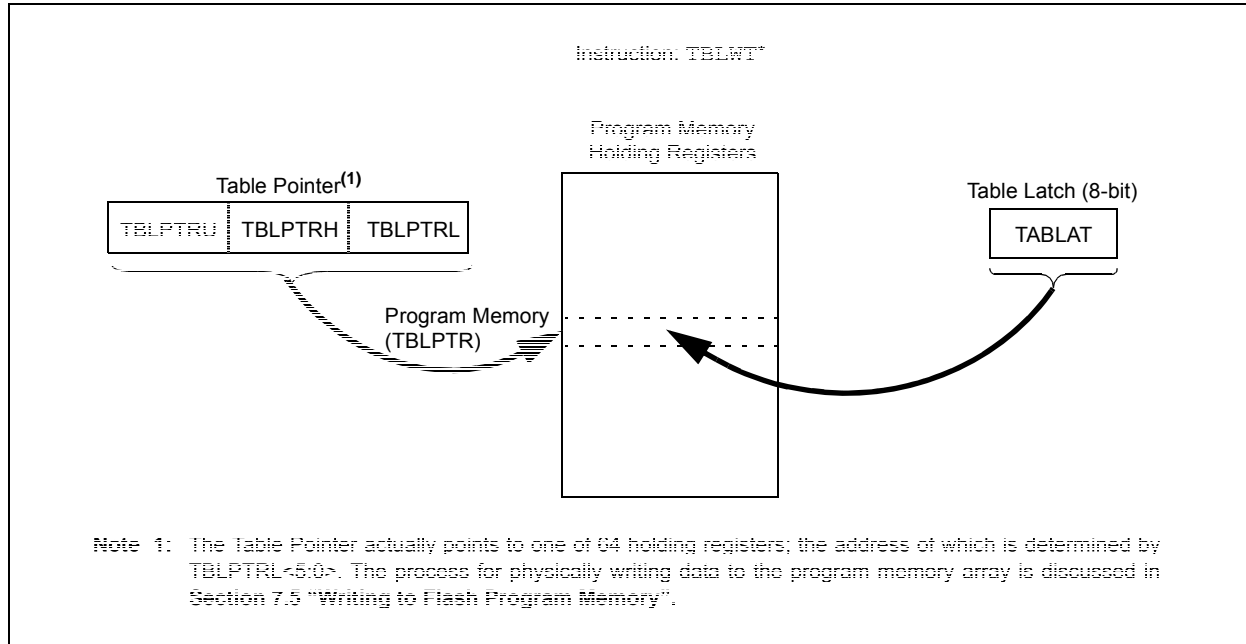 Instruction: TBLWT*
Program Memory
Holding Registers
Table Pointer(1)
Table Latch (8-bit)
TBLPTRU TBLPTRH TBLPTRL
TABLAT
Program Memory
(TBLPTR)
Note 1: The Table Pointer actually points to one of 64 holding registers; the address of which is determined by
TBLPTRL<5:0>. The process for physically writing data to the program memory array is discussed in
Section 7.5 “Writing to Flash Program Memory”.